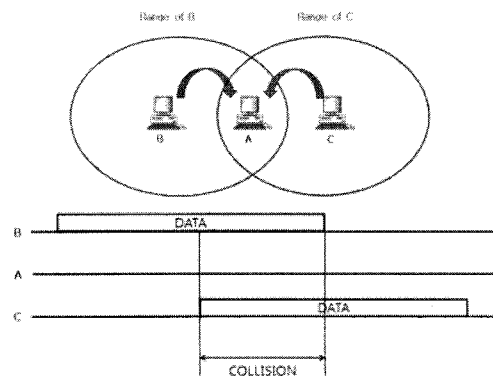 Range of B Range of C
B A C
DATA
B
A
DATA
C
COLLISION